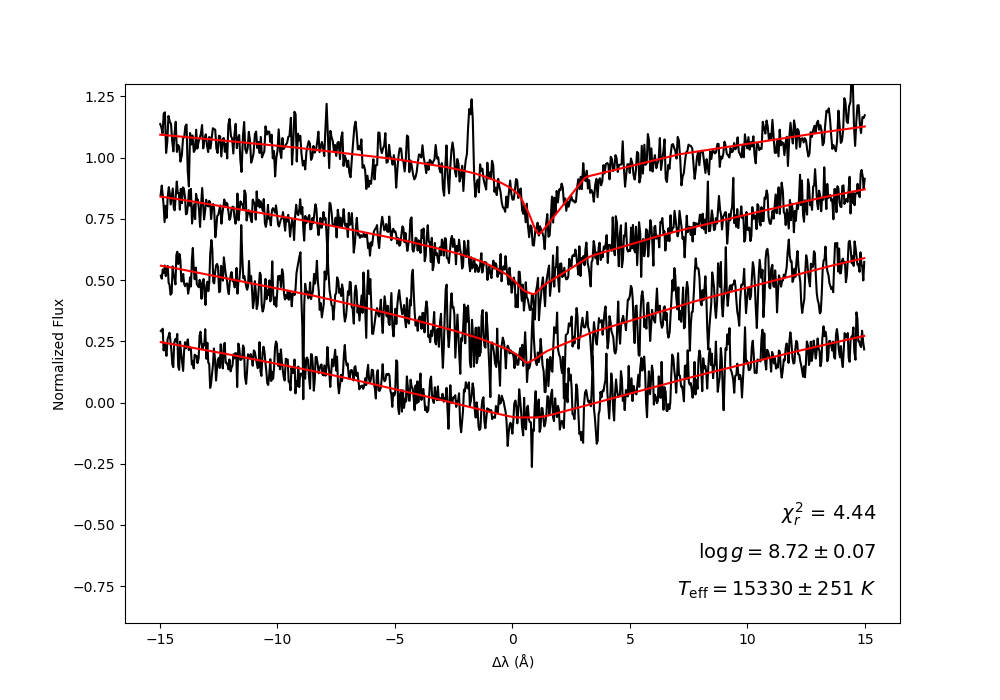 1.25
1.00
0.75
0.50
0.25
0.00
−0.25
−0.50
−0.75
Normalized Flux
χ²ᵣ = 4.44
log g = 8.72 ± 0.07
T_eff = 15330 ± 251 K
−15 −10 −5 0 5 10 15
Δλ (Å)